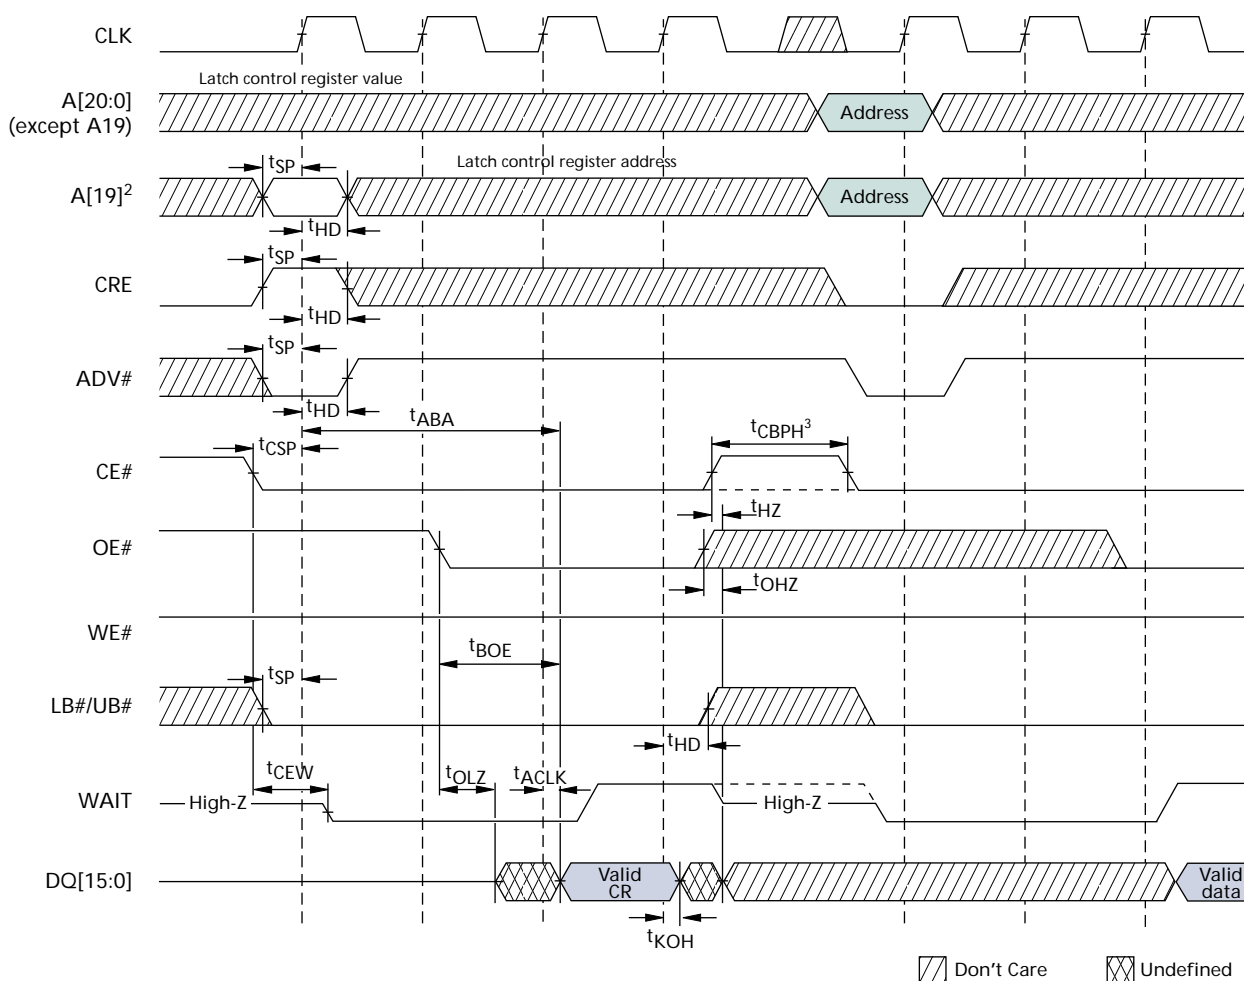 CLK
Latch control register value
A[20:0]
(except A19)
Address
tSP
Latch control register address
A[19]2
Address
tHD
tSP
CRE
tHD
tSP
ADV#
tHD
tABA
tCBPH3
tCSP
CE#
tHZ
OE#
tOHZ
WE#
tBOE
tSP
LB#/UB#
tHD
tCEW
tOLZ
tACLK
WAIT
High-Z
High-Z
DQ[15:0]
Valid
CR
Valid
data
tKOH
Don't Care
Undefined